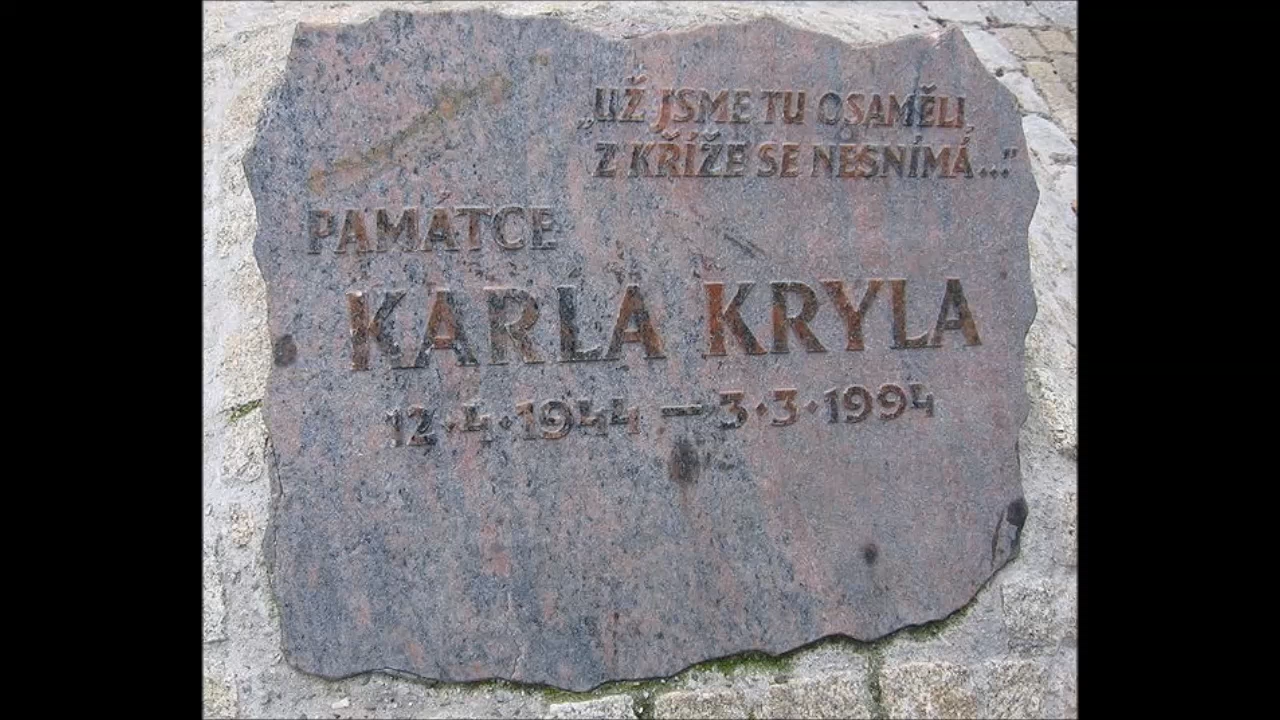 „UŽ JSME TU OSAMĚLI,
Z KŘÍŽE SE NESNÍMÁ..."
PAMÁTCE
KARLA KRYLA
12·4·1944 — 3·3·1994